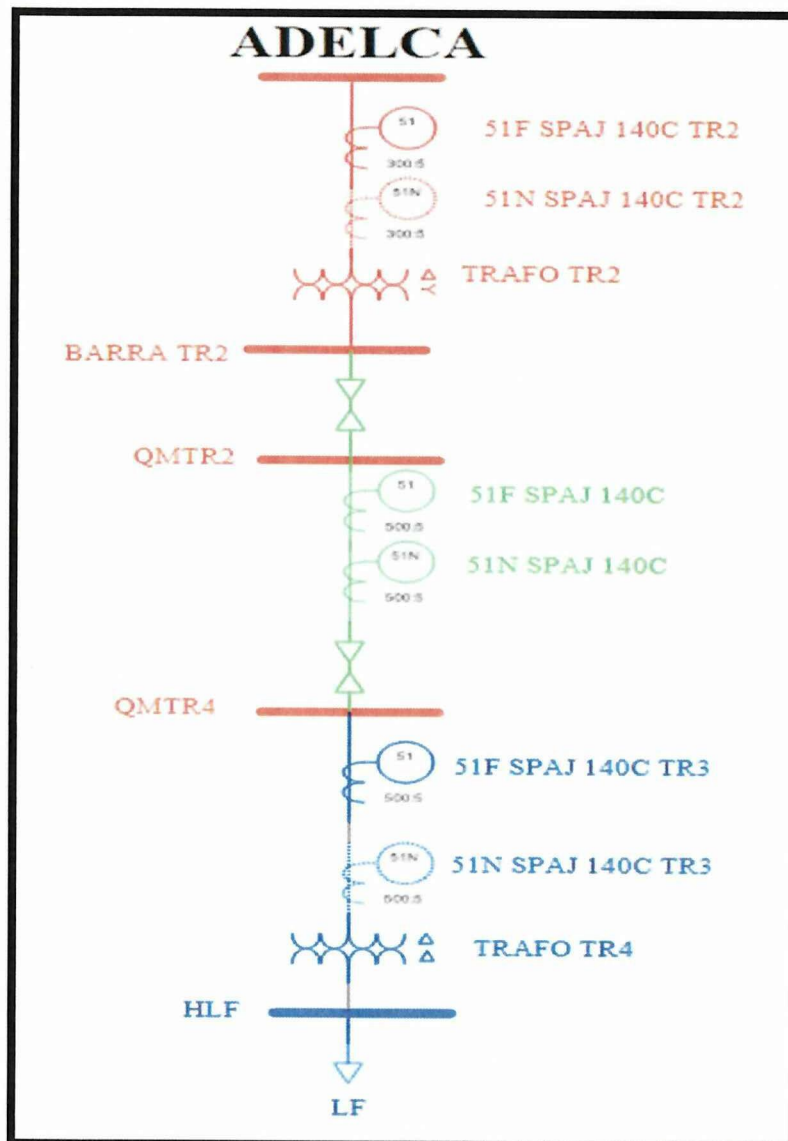 ADELCA
51
51F SPAJ 140C TR2
300:5
51N
51N SPAJ 140C TR2
300:5
TRAFO TR2
BARRA TR2
QMTR2
51
51F SPAJ 140C
500:5
51N
51N SPAJ 140C
500:5
QMTR4
51
51F SPAJ 140C TR3
500:5
51N
51N SPAJ 140C TR3
500:5
TRAFO TR4
HLF
LF